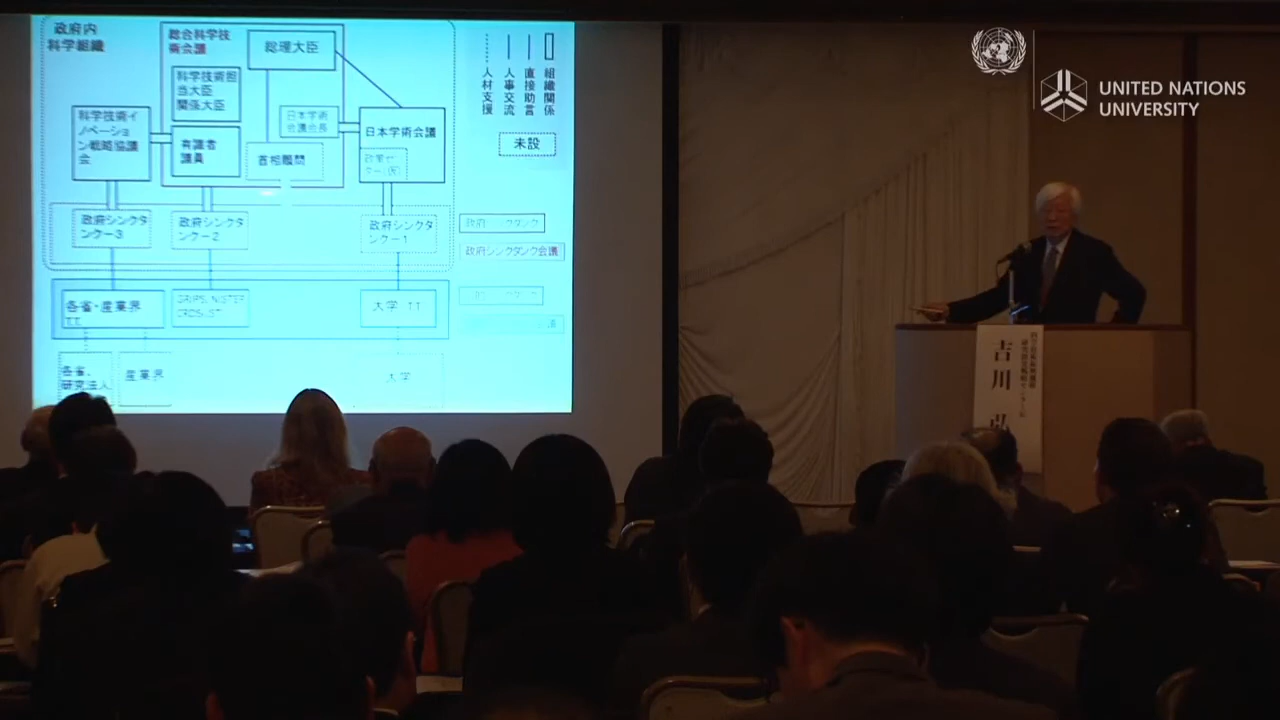 政府内
科学組織
総合科学技
術会議
総理大臣
科学技術担
当大臣
関係大臣
科学技術イ
ノベーショ
ン戦略協議
会
有識者
議員
日本学術
会議会長
首相顧問
日本学術会議
人材支援
人事交流
直接助言
組織関係
未設
政府シンクタ
ンクー3
政府シンクタ
ンクー2
政府シンクタ
ンクー1
政府シンクタンク会議
各省・産業界
大学
各省、
研究法人
産業界
大学
UNITED NATIONS
UNIVERSITY
吉川弘